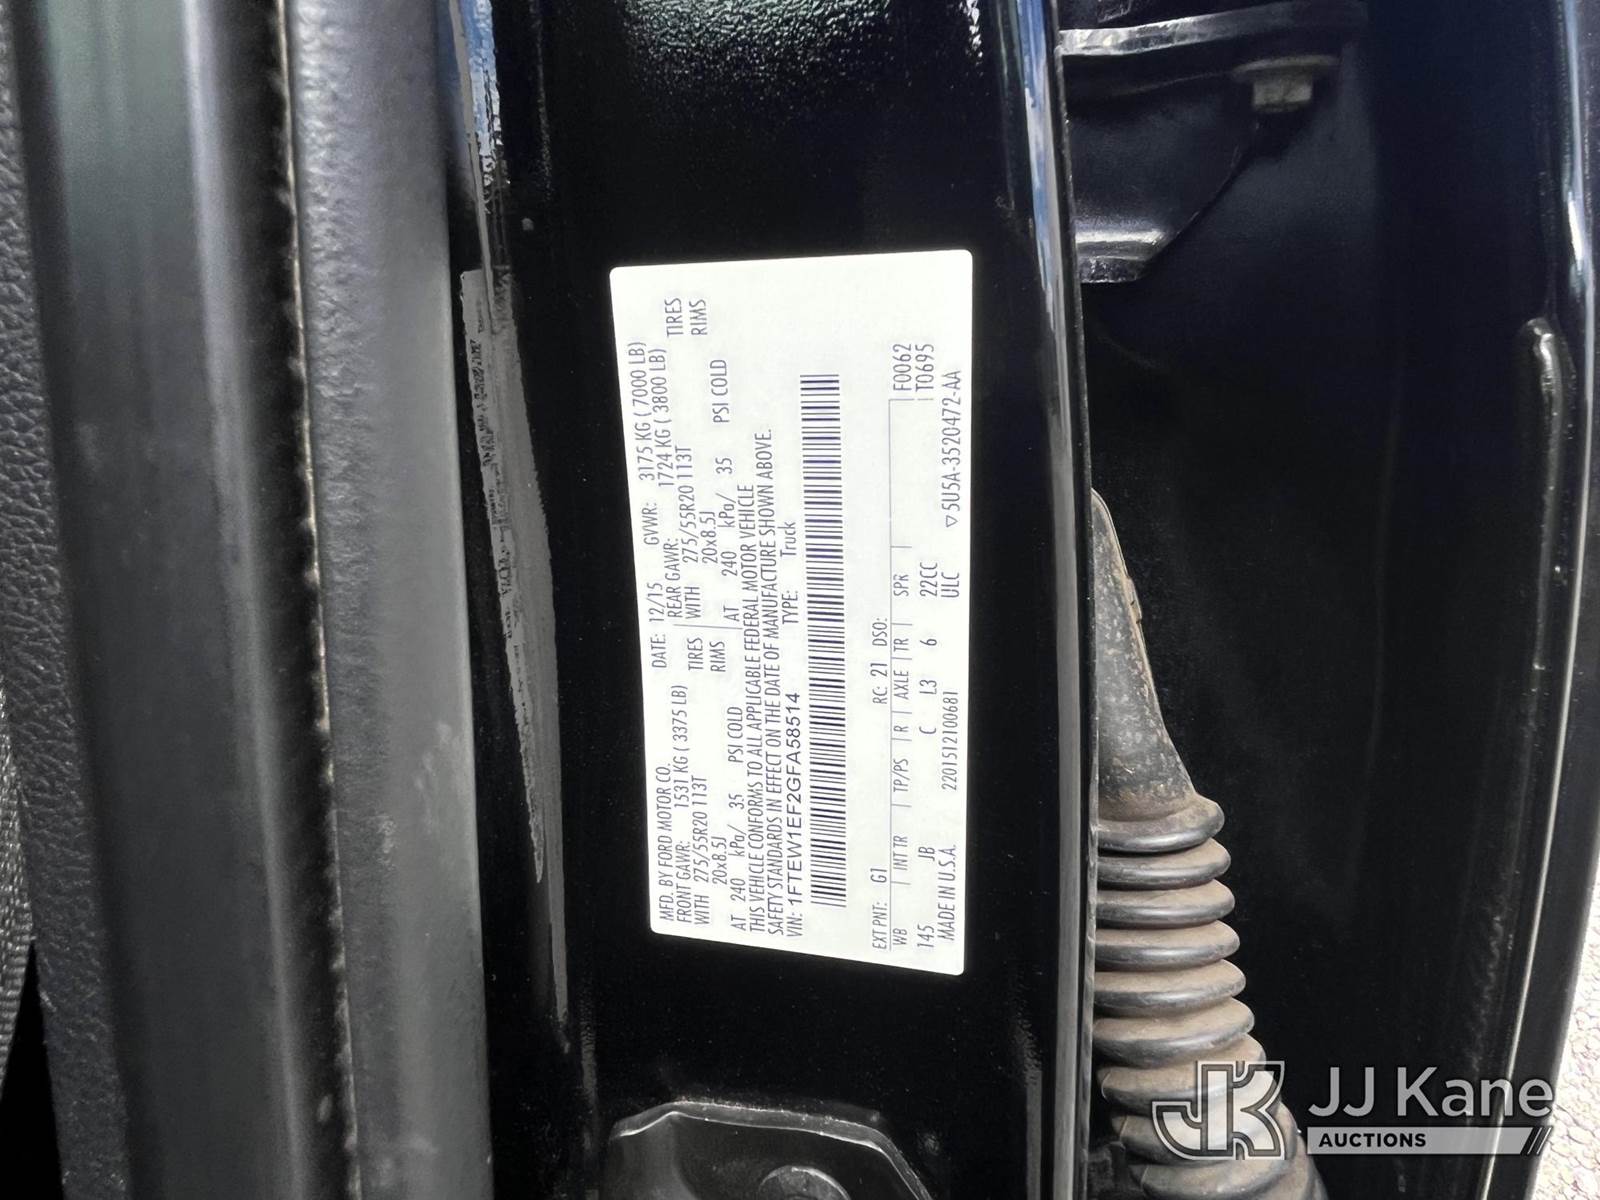 MFD. BY FORD MOTOR CO.
DATE: 12/15 GVWR: 3175 KG ( 7000 LB)
FRONT GAWR: 1531 KG ( 3375 LB) REAR GAWR: 1724 KG ( 3800 LB)
WITH 275/55R20 113T TIRES WITH 275/55R20 113T TIRES
20x8.5J RIMS 20x8.5J RIMS
AT 240 kPa/ 35 PSI COLD AT 240 kPa/ 35 PSI COLD
THIS VEHICLE CONFORMS TO ALL APPLICABLE FEDERAL MOTOR VEHICLE
SAFETY STANDARDS IN EFFECT ON THE DATE OF MANUFACTURE SHOWN ABOVE.
VIN: 1FTEW1EF2GFA58514 TYPE: Truck
EXT PNT: G1 RC: 21 DSO:
WB INT TR TP/PS R AXLE TR SPR F0062
145 JB C L3 6 22CC T0695
MADE IN U.S.A. 220151210068I ULC ▽5U5A-3520472-AA
JK
JJ Kane
AUCTIONS